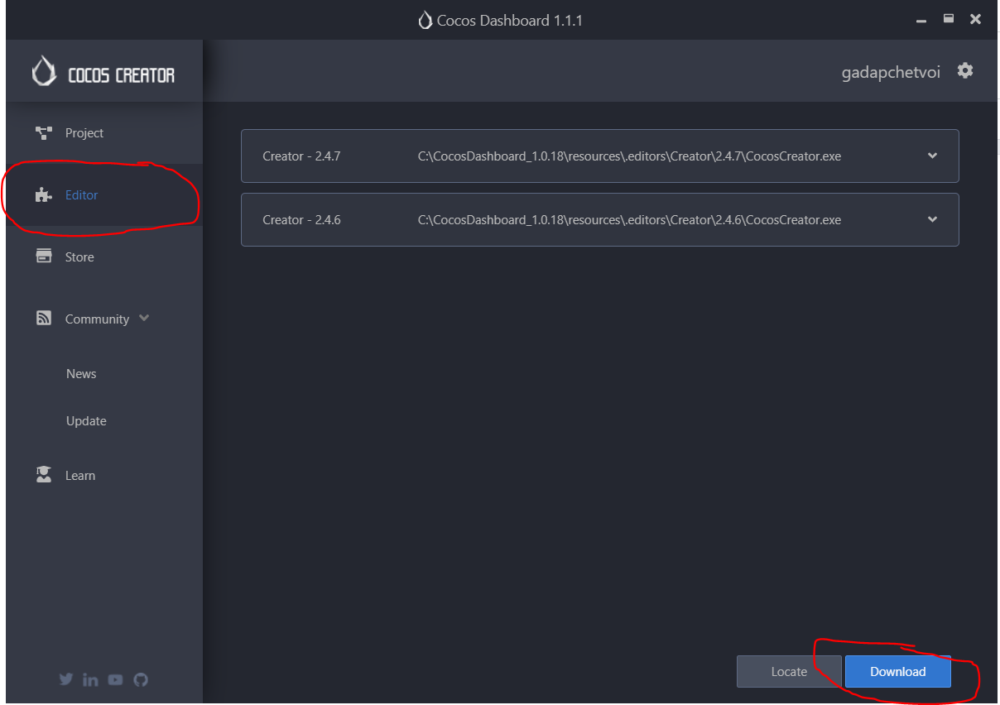 Cocos Dashboard 1.1.1
COCOS CREATOR
gadapchetvoi
Project
Editor
Store
Community
News
Update
Learn
Creator - 2.4.7 C:\CocosDashboard_1.0.18\resources\.editors\Creator\2.4.7\CocosCreator.exe
Creator - 2.4.6 C:\CocosDashboard_1.0.18\resources\.editors\Creator\2.4.6\CocosCreator.exe
Locate
Download